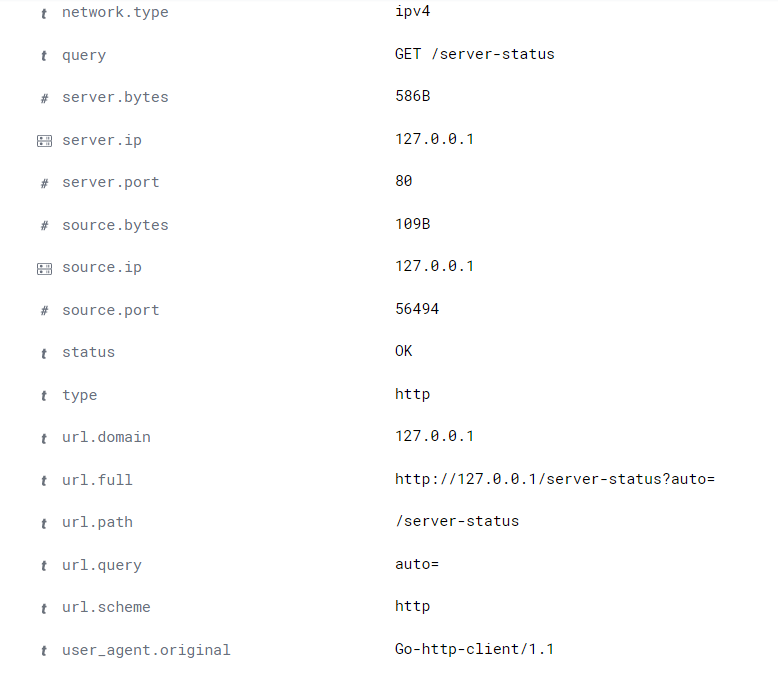 t network.type ipv4
t query GET /server-status
# server.bytes 586B
server.ip 127.0.0.1
# server.port 80
# source.bytes 109B
source.ip 127.0.0.1
# source.port 56494
t status OK
t type http
t url.domain 127.0.0.1
t url.full http://127.0.0.1/server-status?auto=
t url.path /server-status
t url.query auto=
t url.scheme http
t user_agent.original Go-http-client/1.1